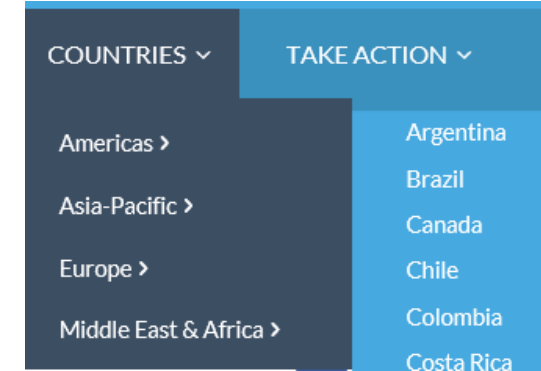 COUNTRIES
TAKE ACTION
Americas
Asia-Pacific
Europe
Middle East & Africa
Argentina
Brazil
Canada
Chile
Colombia
Costa Rica